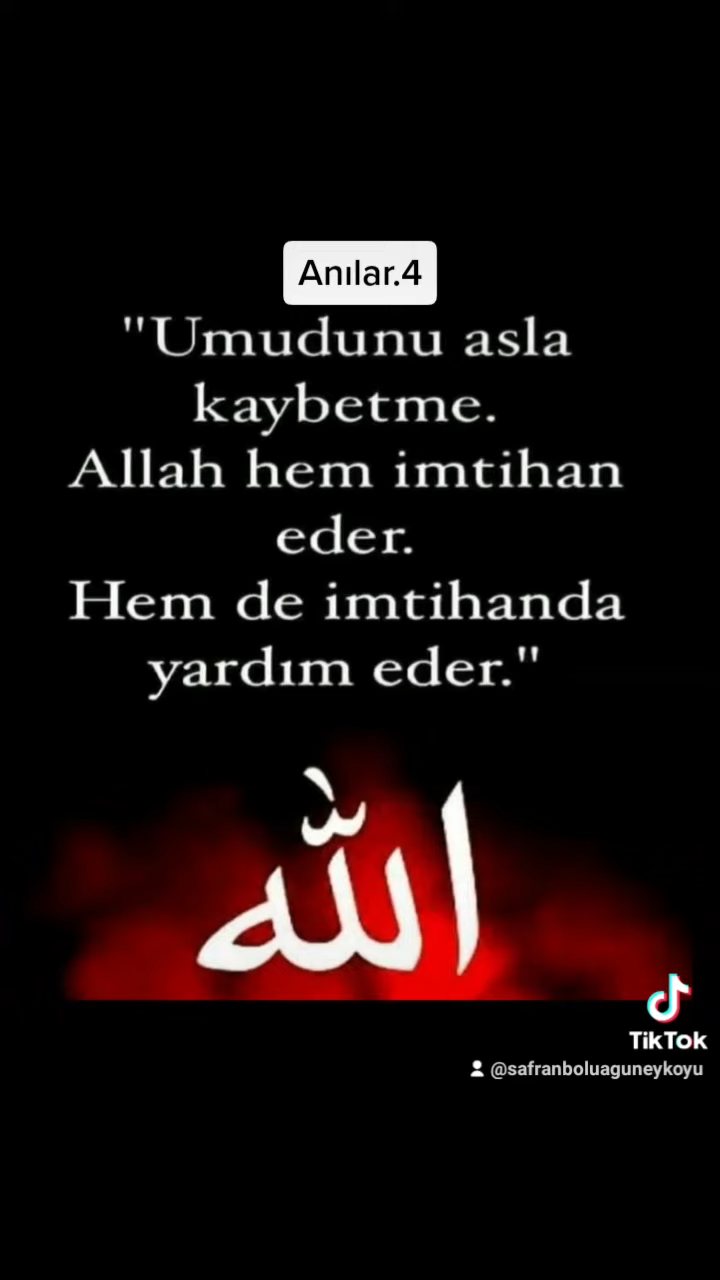 Anılar.4
"Umudunu asla
kaybetme.
Allah hem imtihan
eder.
Hem de imtihanda
yardım eder."
الله
TikTok
@safranboluaguneykoyu